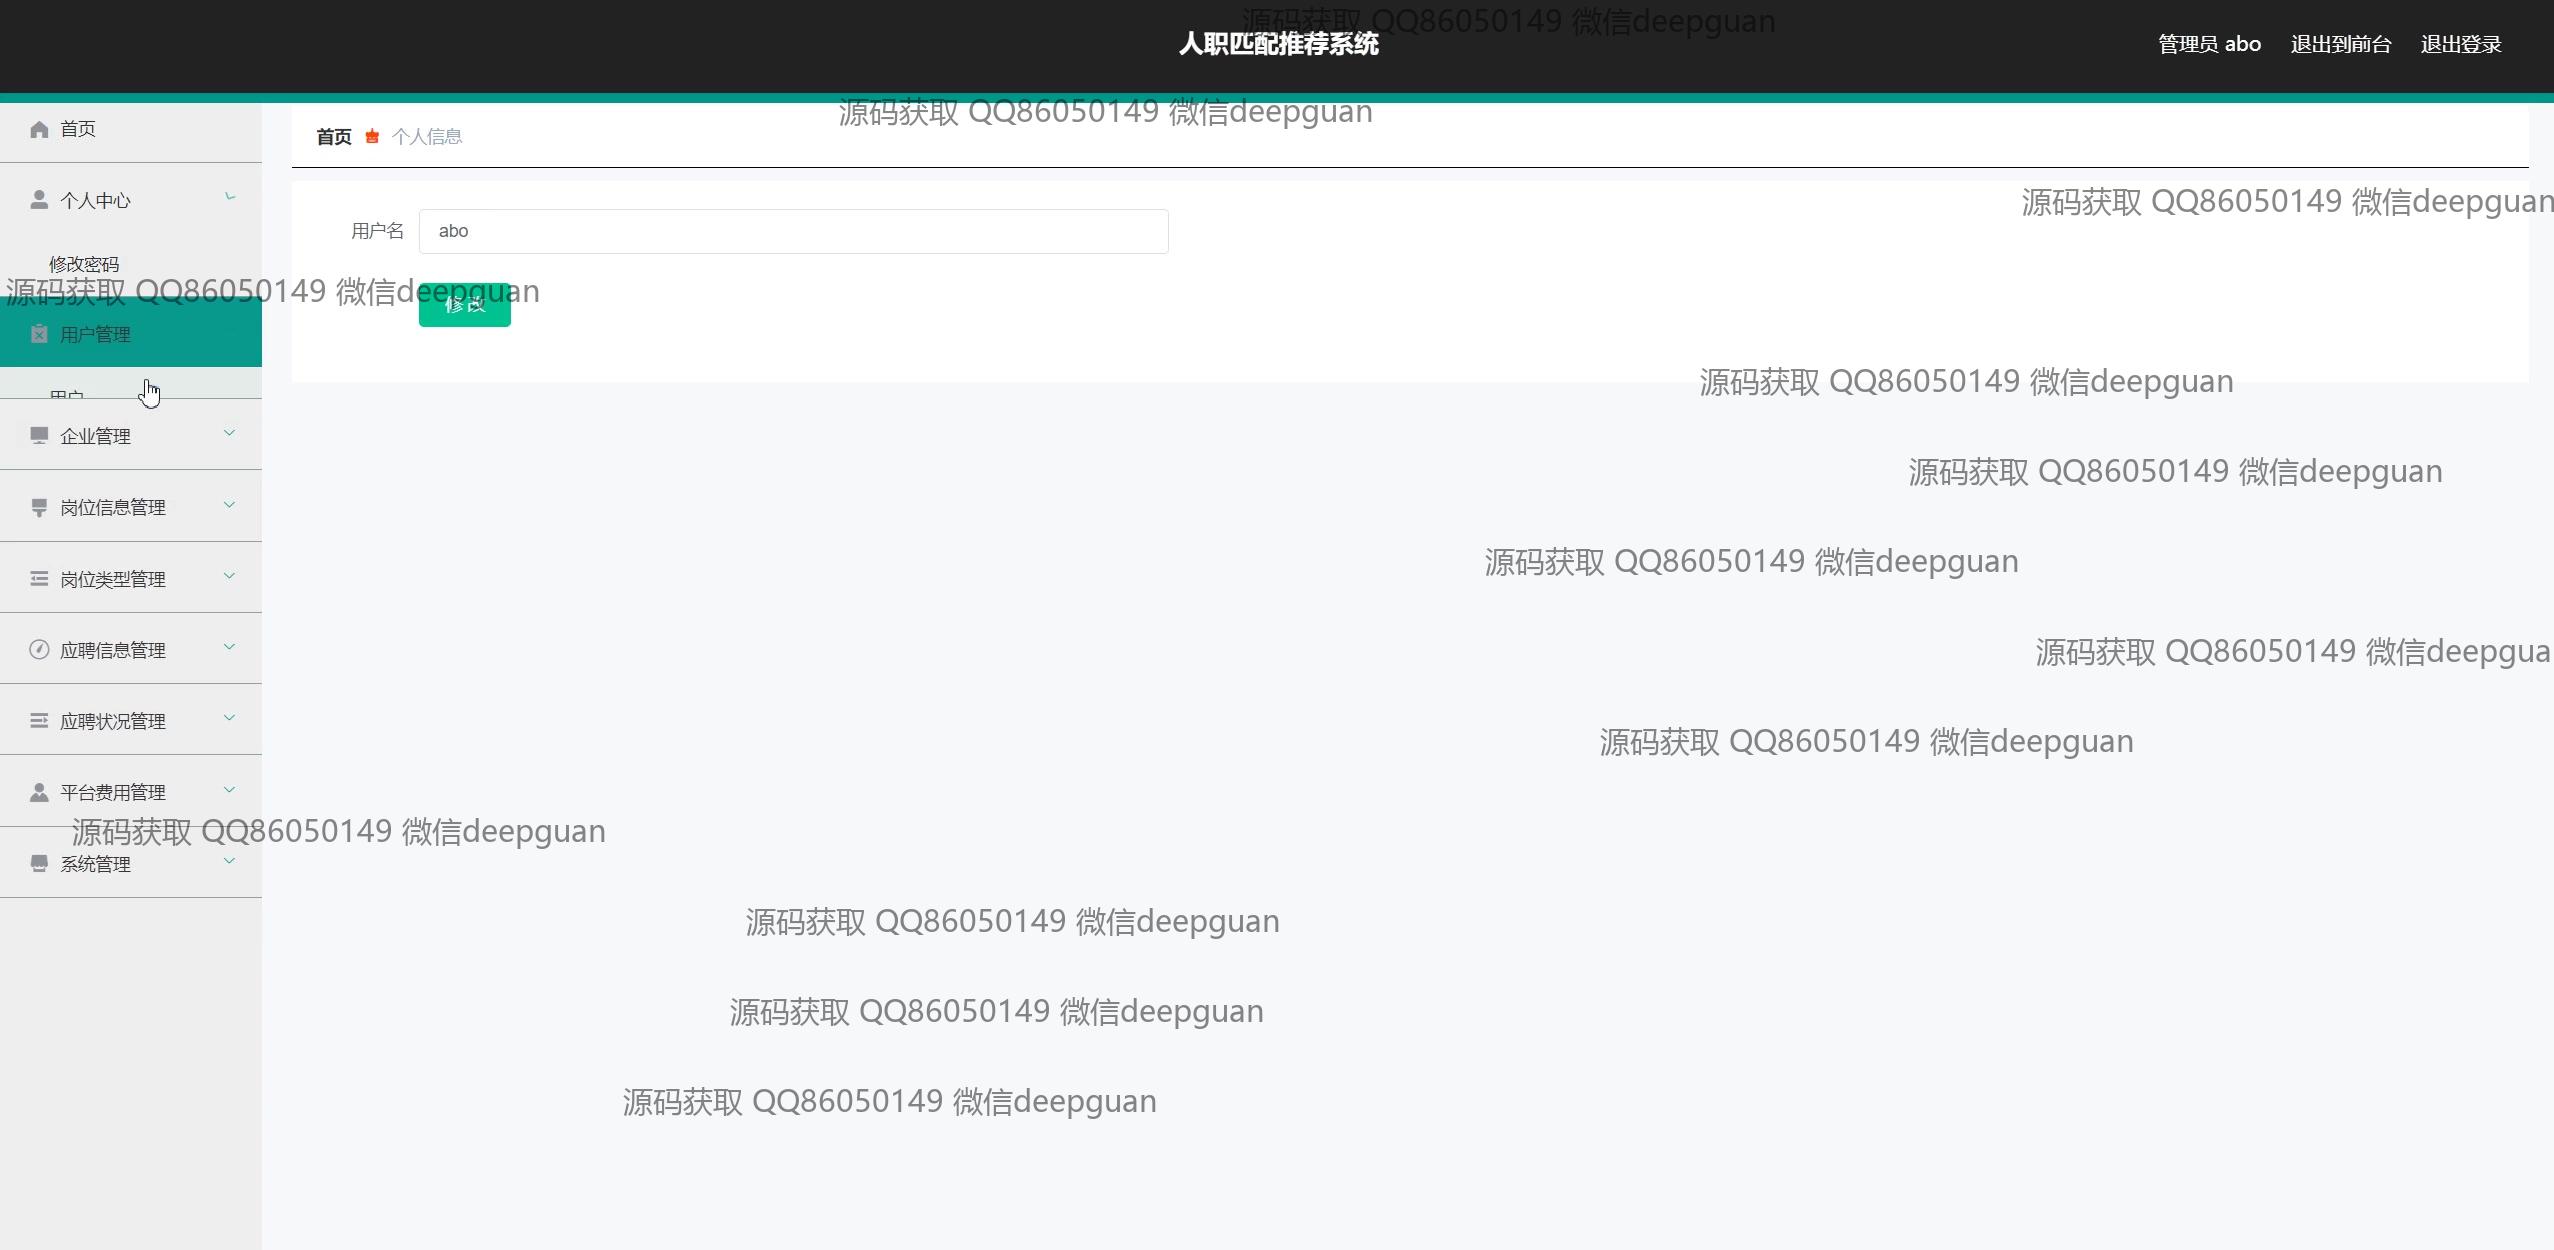 源码获取 QQ86050149 微信deepguan
人职匹配推荐系统
管理员 abo 退出到前台 退出登录
源码获取 QQ86050149 微信deepguan
首页
首页 个人信息
个人中心
源码获取 QQ86050149 微信deepguan
用户名 abo
修改密码
源码获取 QQ86050149 微信deepguan
修改
用户管理
源码获取 QQ86050149 微信deepguan
用户
企业管理
源码获取 QQ86050149 微信deepguan
岗位信息管理
源码获取 QQ86050149 微信deepguan
岗位类型管理
应聘信息管理
源码获取 QQ86050149 微信deepgua
应聘状况管理
源码获取 QQ86050149 微信deepguan
平台费用管理
源码获取 QQ86050149 微信deepguan
系统管理
源码获取 QQ86050149 微信deepguan
源码获取 QQ86050149 微信deepguan
源码获取 QQ86050149 微信deepguan